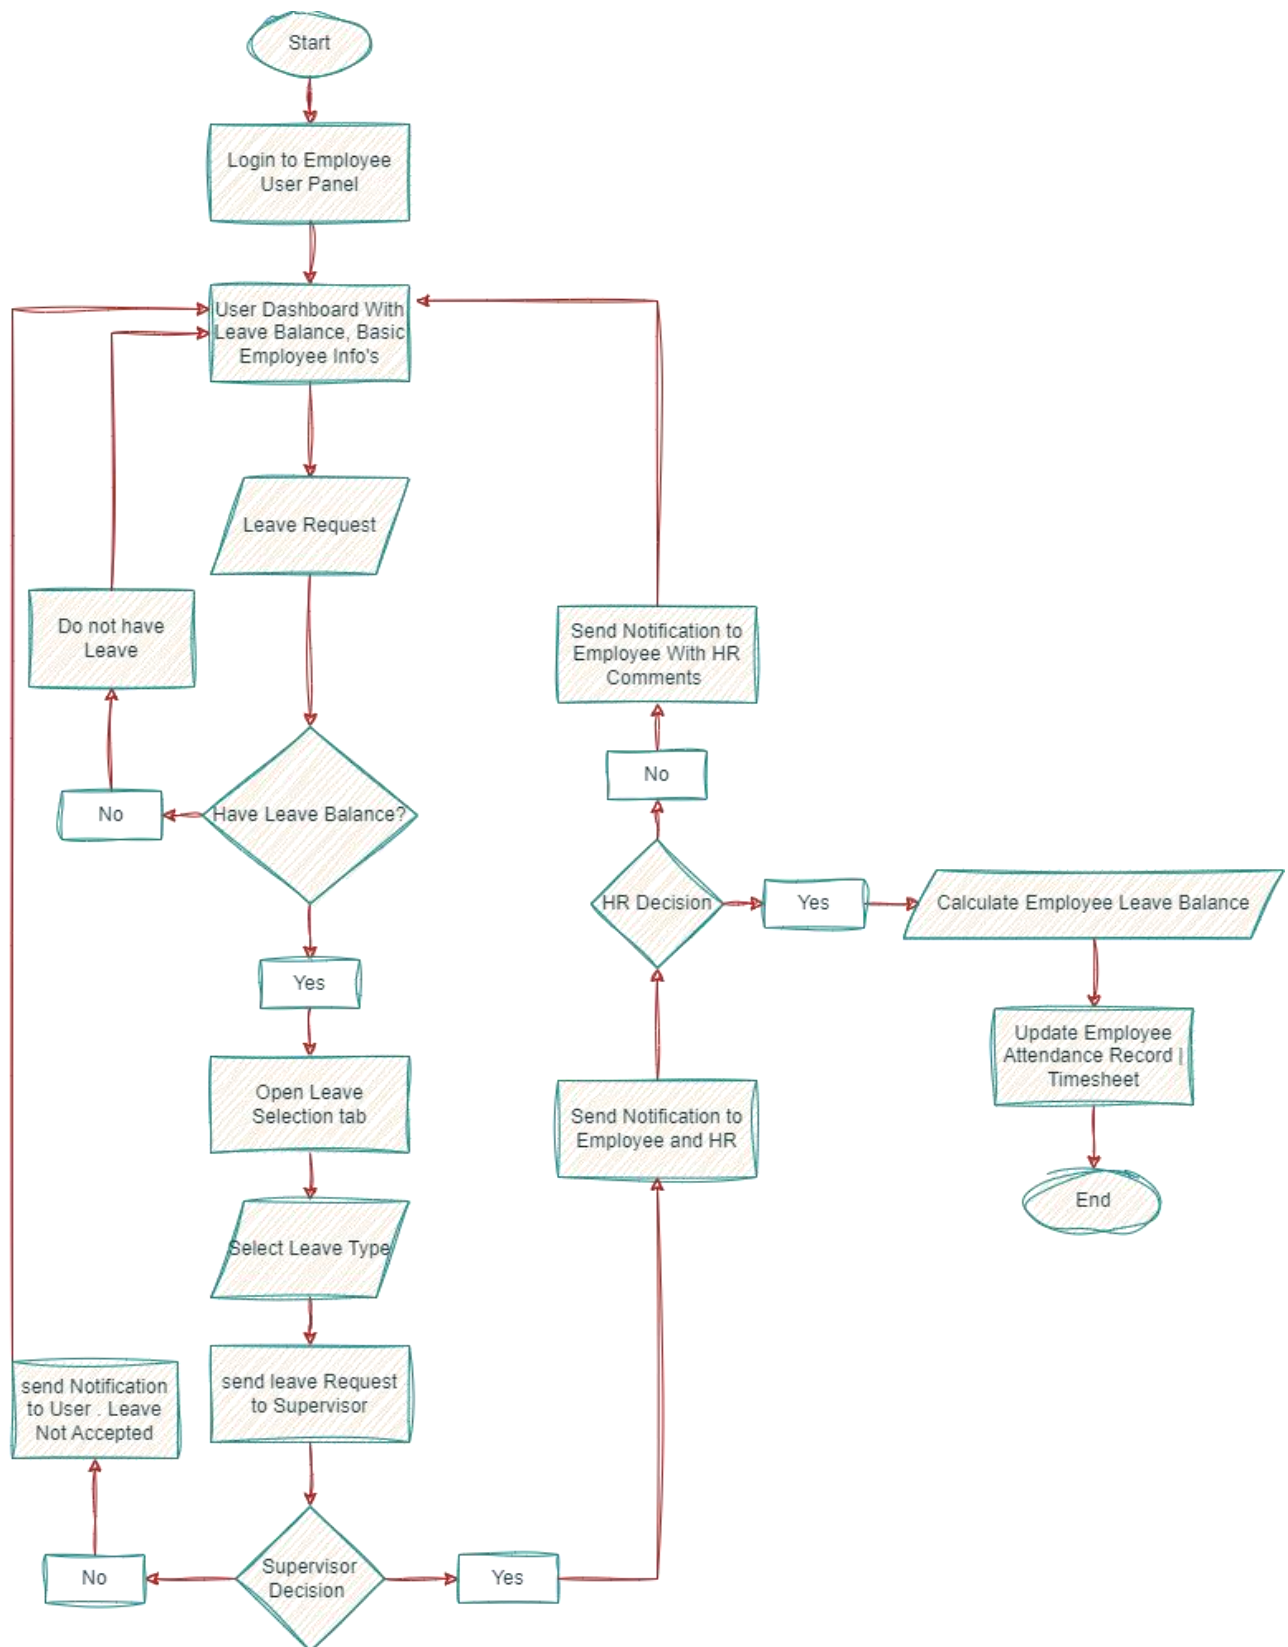 Start
Login to Employee
User Panel
User Dashboard With
Leave Balance, Basic
Employee Info's
Leave Request
Do not have
Leave
Send Notification to
Employee With HR
Comments
No
No
Have Leave Balance?
HR Decision
Yes
Calculate Employee Leave Balance
Yes
Update Employee
Attendance Record |
Timesheet
Open Leave
Selection tab
Send Notification to
Employee and HR
End
Select Leave Type
send leave Request
to Supervisor
send Notification
to User . Leave
Not Accepted
No
Supervisor
Decision
Yes